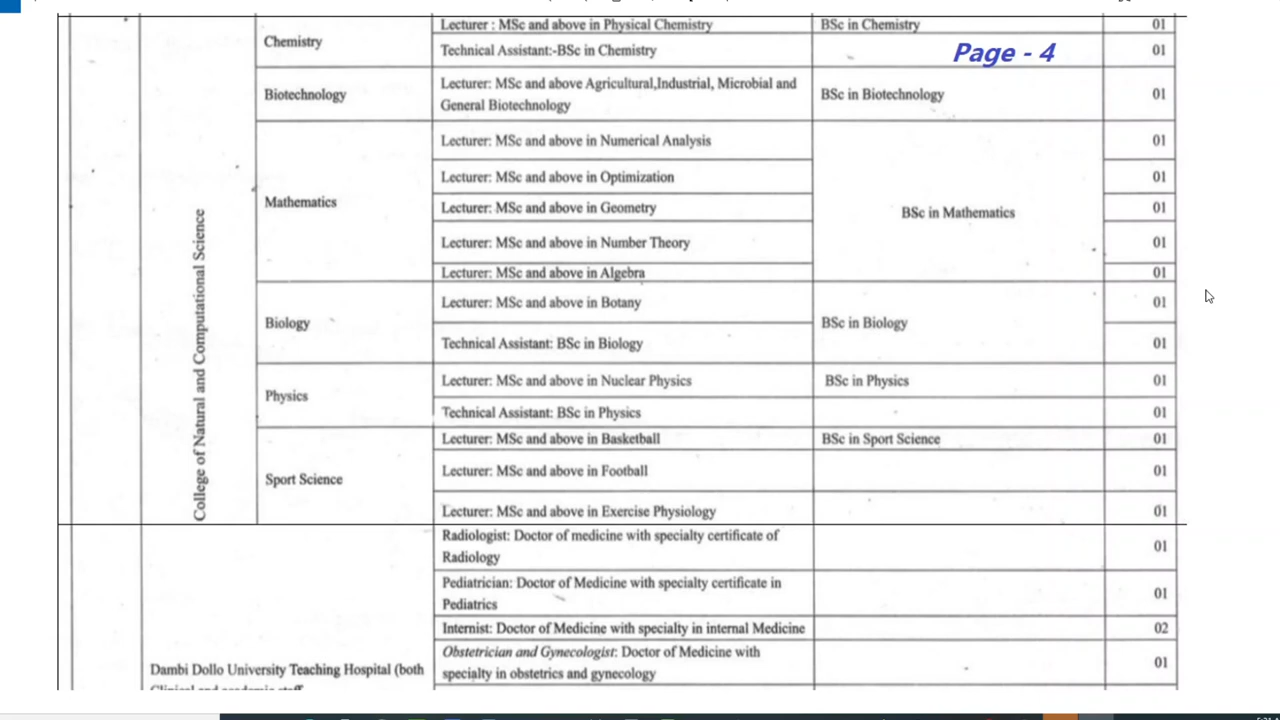 Chemistry
Lecturer : MSc and above in Physical Chemistry
BSc in Chemistry
01
Technical Assistant:-BSc in Chemistry
Page - 4
01
Biotechnology
Lecturer: MSc and above Agricultural,Industrial, Microbial and
General Biotechnology
BSc in Biotechnology
01
College of Natural and Computational Science
Mathematics
Lecturer: MSc and above in Numerical Analysis
01
Lecturer: MSc and above in Optimization
01
Lecturer: MSc and above in Geometry
01
BSc in Mathematics
Lecturer: MSc and above in Number Theory
01
Lecturer: MSc and above in Algebra
01
Biology
Lecturer: MSc and above in Botany
01
BSc in Biology
Technical Assistant: BSc in Biology
01
Physics
Lecturer: MSc and above in Nuclear Physics
BSc in Physics
01
Technical Assistant: BSc in Physics
01
Sport Science
Lecturer: MSc and above in Basketball
BSc in Sport Science
01
Lecturer: MSc and above in Football
01
Lecturer: MSc and above in Exercise Physiology
01
Radiologist: Doctor of medicine with specialty certificate of
Radiology
01
Pediatrician: Doctor of Medicine with specialty certificate in
Pediatrics
01
Internist: Doctor of Medicine with specialty in internal Medicine
02
Obstetrician and Gynecologist: Doctor of Medicine with
specialty in obstetrics and gynecology
01
Dambi Dollo University Teaching Hospital (both